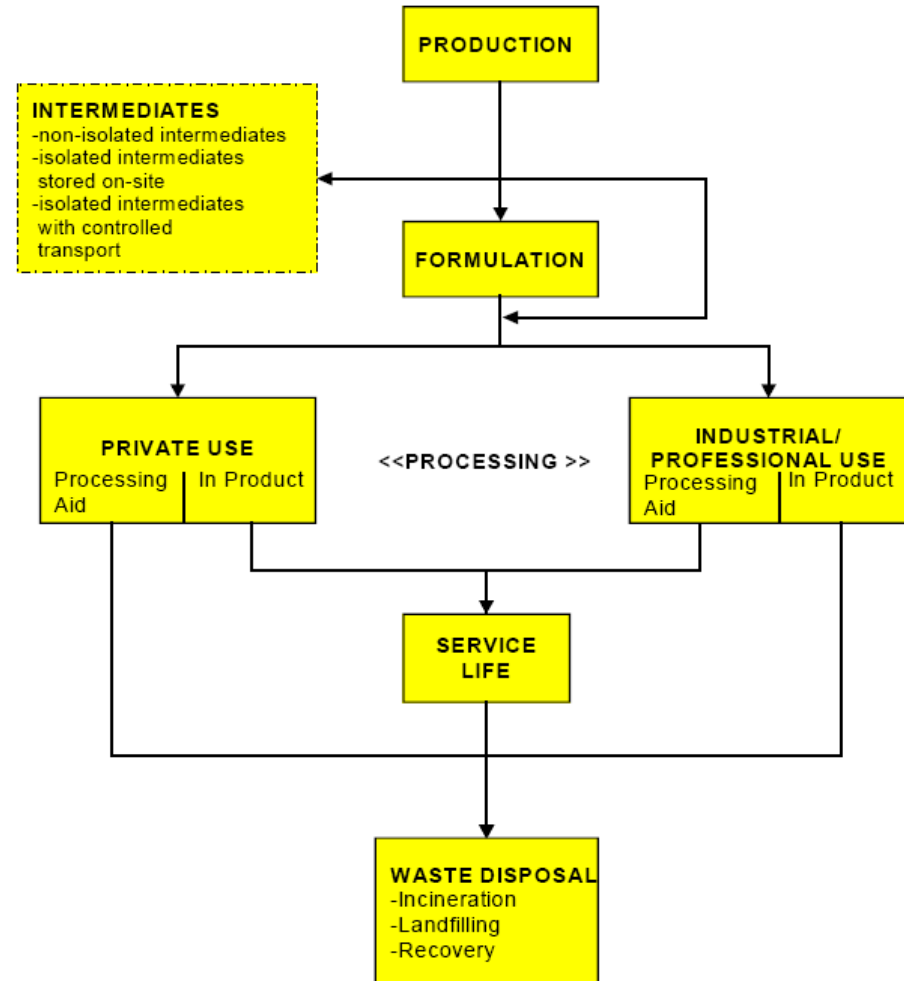 PRODUCTION
INTERMEDIATES
-non-isolated intermediates
-isolated intermediates
stored on-site
-isolated intermediates
with controlled
transport
FORMULATION
PRIVATE USE
Processing
Aid
In Product
<<PROCESSING >>
INDUSTRIAL/
PROFESSIONAL USE
Processing
Aid
In Product
SERVICE
LIFE
WASTE DISPOSAL
-Incineration
-Landfilling
-Recovery